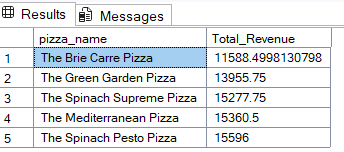 Results Messages
pizza_name Total_Revenue
1 The Brie Carre Pizza 11588.4998130798
2 The Green Garden Pizza 13955.75
3 The Spinach Supreme Pizza 15277.75
4 The Mediterranean Pizza 15360.5
5 The Spinach Pesto Pizza 15596